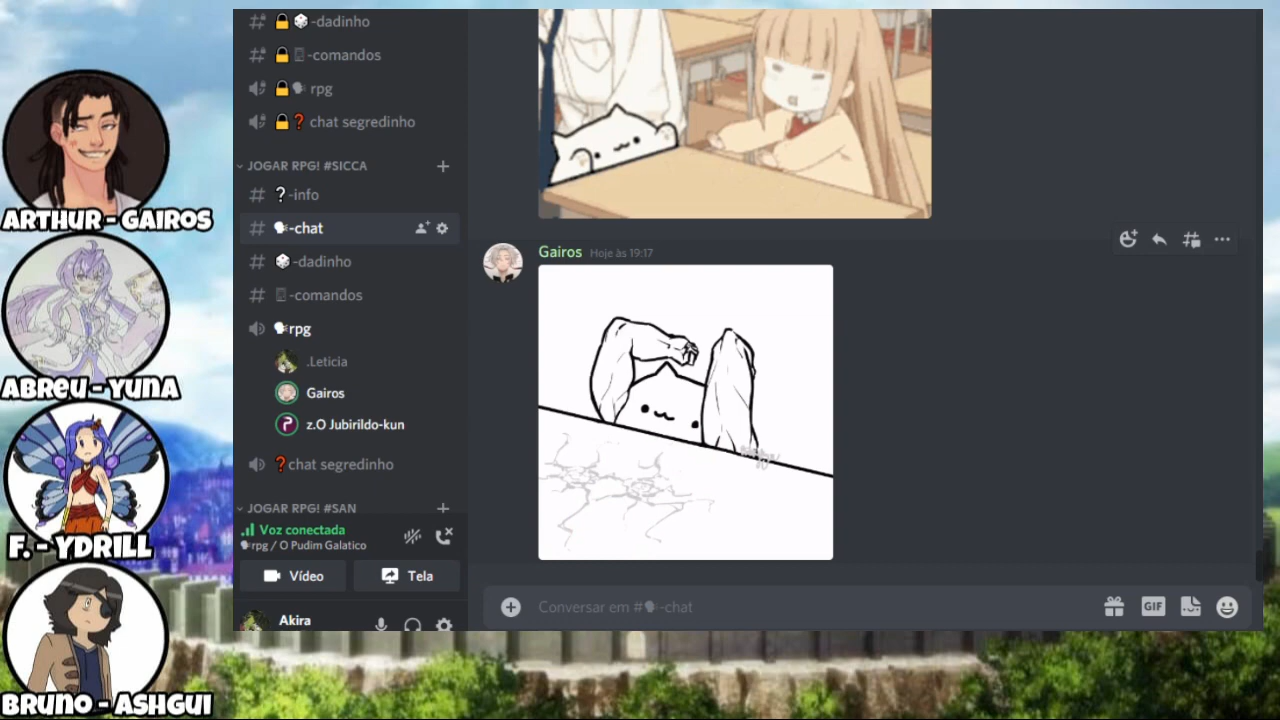 -dadinho
-comandos
rpg
chat segredinho
JOGAR RPG! #SICCA
-info
-chat
-dadinho
-comandos
rpg
.Leticia
Gairos
z.O Jubirildo-kun
chat segredinho
JOGAR RPG! #SAN
Voz conectada
rpg / O Pudim Galatico
Vídeo
Tela
Akira
Gairos Hoje às 19:17
Conversar em #-chat
GIF
ARTHUR - GAIROS
ABREU - YUNA
F. - YDRILL
BRUNO - ASHGUI